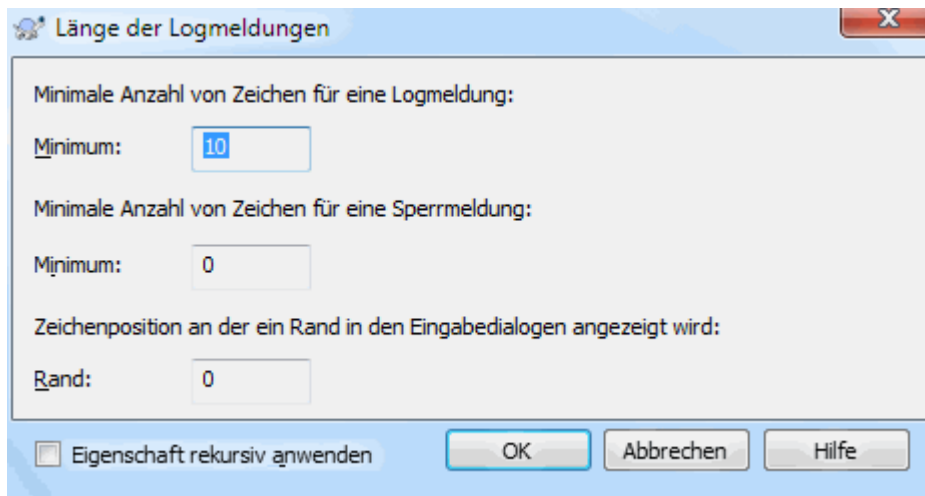 Länge der Logmeldungen
Minimale Anzahl von Zeichen für eine Logmeldung:
Minimum: 10
Minimale Anzahl von Zeichen für eine Sperrmeldung:
Minimum: 0
Zeichenposition an der ein Rand in den Eingabedialogen angezeigt wird:
Rand: 0
Eigenschaft rekursiv anwenden OK Abbrechen Hilfe